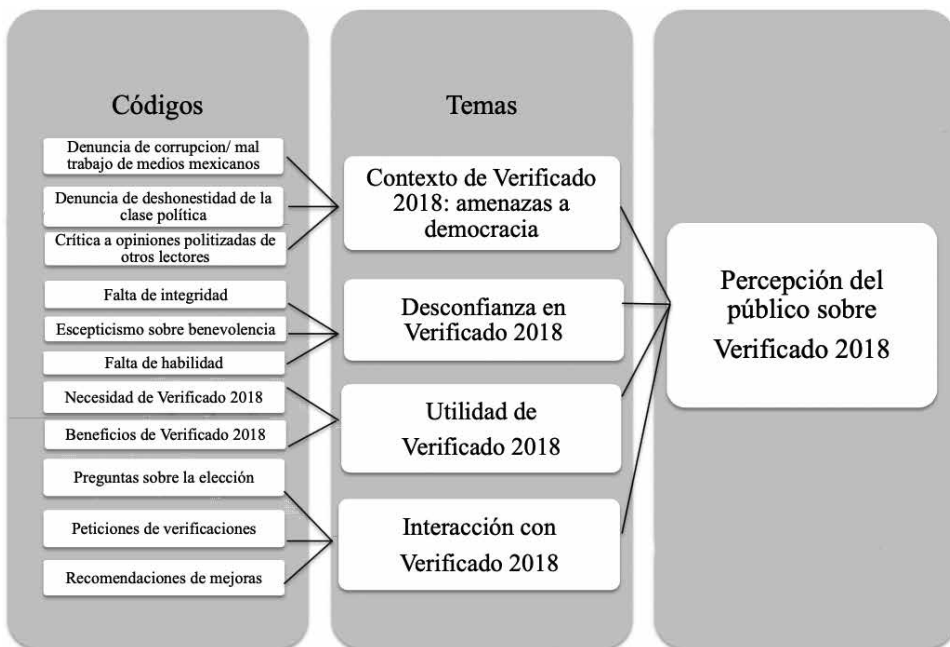 Códigos
Denuncia de corrupcion/ mal
trabajo de medios mexicanos
Denuncia de deshonestidad de la
clase política
Crítica a opiniones politizadas de
otros lectores
Falta de integridad
Escepticismo sobre benevolencia
Falta de habilidad
Necesidad de Verificado 2018
Beneficios de Verificado 2018
Preguntas sobre la elección
Peticiones de verificaciones
Recomendaciones de mejoras
Temas
Contexto de Verificado
2018: amenazas a
democracia
Desconfianza en
Verificado 2018
Utilidad de
Verificado 2018
Interacción con
Verificado 2018
Percepción del
público sobre
Verificado 2018